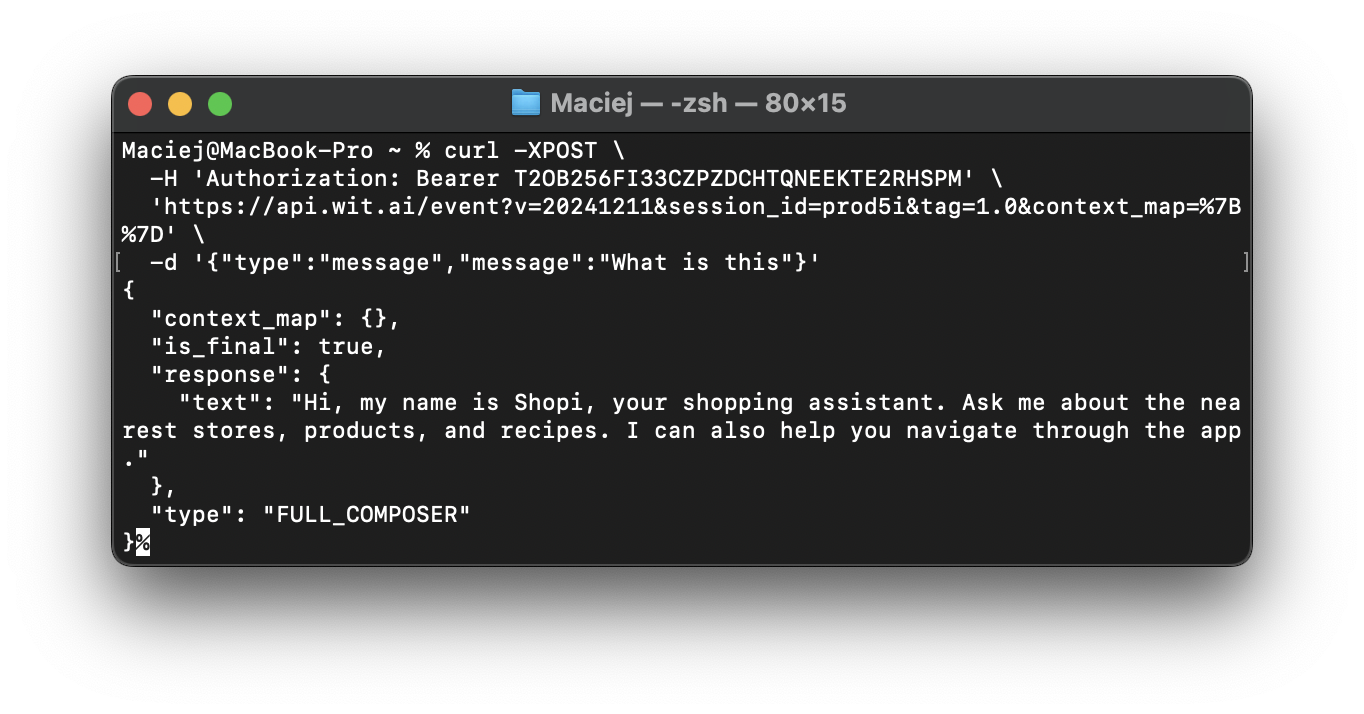 Maciej — -zsh — 80×15
Maciej@MacBook-Pro ~ % curl -XPOST \
  -H 'Authorization: Bearer T2OB256FI33CZPZDCHTQNEEKTE2RHSPM' \
  'https://api.wit.ai/event?v=20241211&session_id=prod5i&tag=1.0&context_map=%7B
%7D' \
[  -d '{"type":"message","message":"What is this"}' ]
{
  "context_map": {},
  "is_final": true,
  "response": {
    "text": "Hi, my name is Shopi, your shopping assistant. Ask me about the nea
rest stores, products, and recipes. I can also help you navigate through the app
."
  },
  "type": "FULL_COMPOSER"
}%